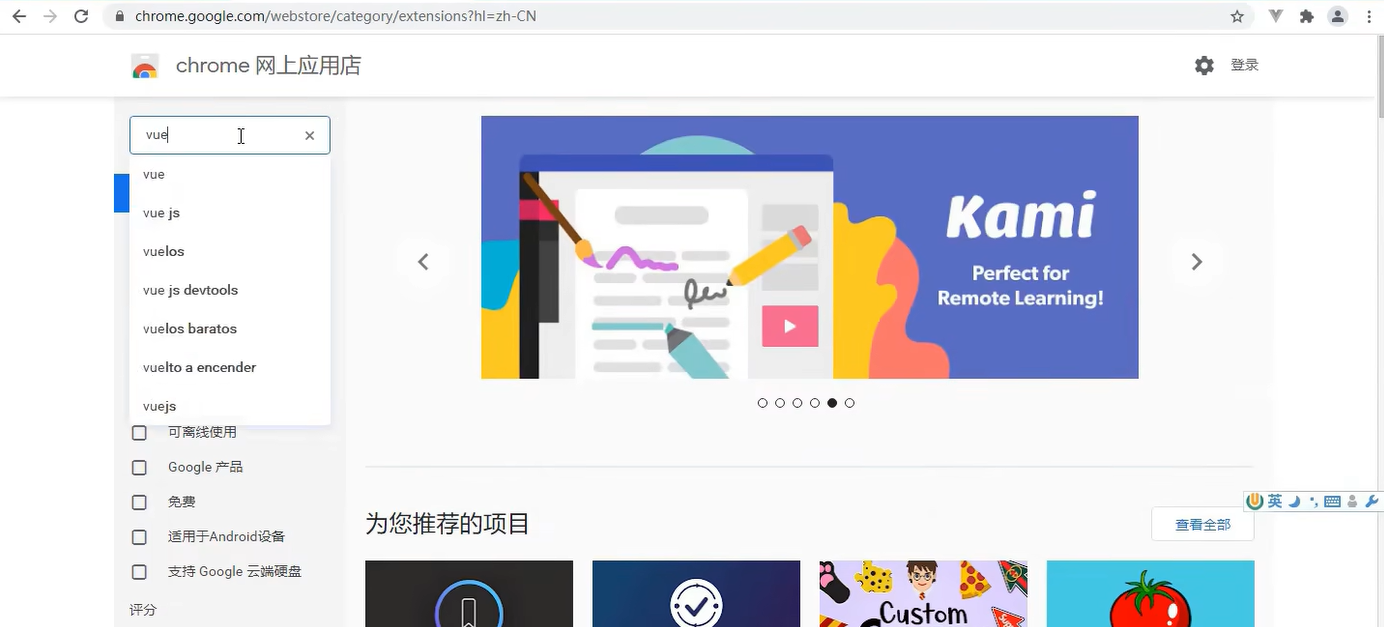 chrome.google.com/webstore/category/extensions?hl=zh-CN
chrome 网上应用店
登录
vue
vue
vue js
vuelos
vue js devtools
vuelos baratos
vuelto a encender
vuejs
可离线使用
Google 产品
免费
适用于Android设备
支持 Google 云端硬盘
评分
Kami
Perfect for
Remote Learning!
英
为您推荐的项目
查看全部
Custom